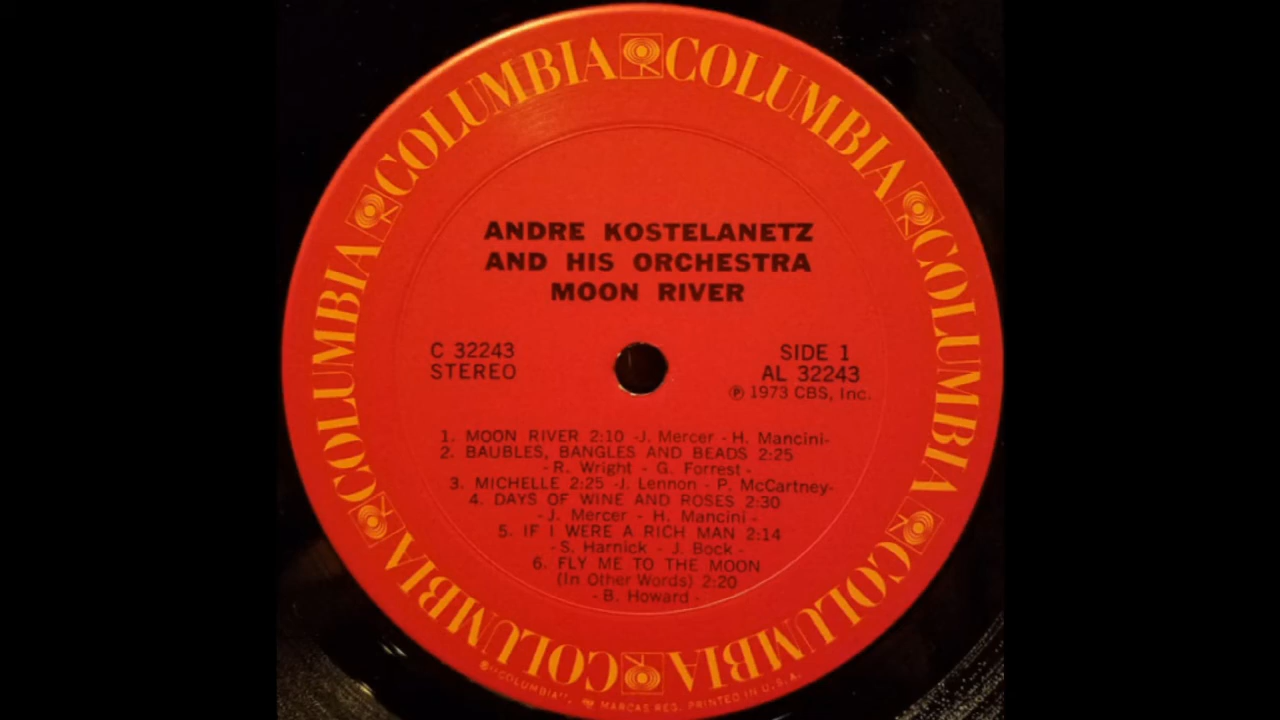 COLUMBIA COLUMBIA COLUMBIA COLUMBIA COLUMBIA COLUMBIA
ANDRE KOSTELANETZ
AND HIS ORCHESTRA
MOON RIVER
C 32243
STEREO
SIDE 1
AL 32243
Ⓟ 1973 CBS, Inc.
1. MOON RIVER 2:10 -J. Mercer - H. Mancini-
2. BAUBLES, BANGLES AND BEADS 2:25
- R. Wright - G. Forrest -
3. MICHELLE 2:25 -J. Lennon - P. McCartney-
4. DAYS OF WINE AND ROSES 2:30
- J. Mercer - H. Mancini -
5. IF I WERE A RICH MAN 2:14
- S. Harnick - J. Bock -
6. FLY ME TO THE MOON
(In Other Words) 2:20
- B. Howard -
®"COLUMBIA", MARCAS REG. PRINTED IN U.S.A.